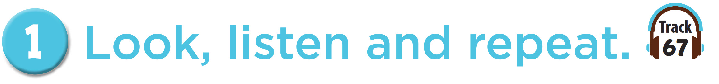 1 Look, listen and repeat. Track 67